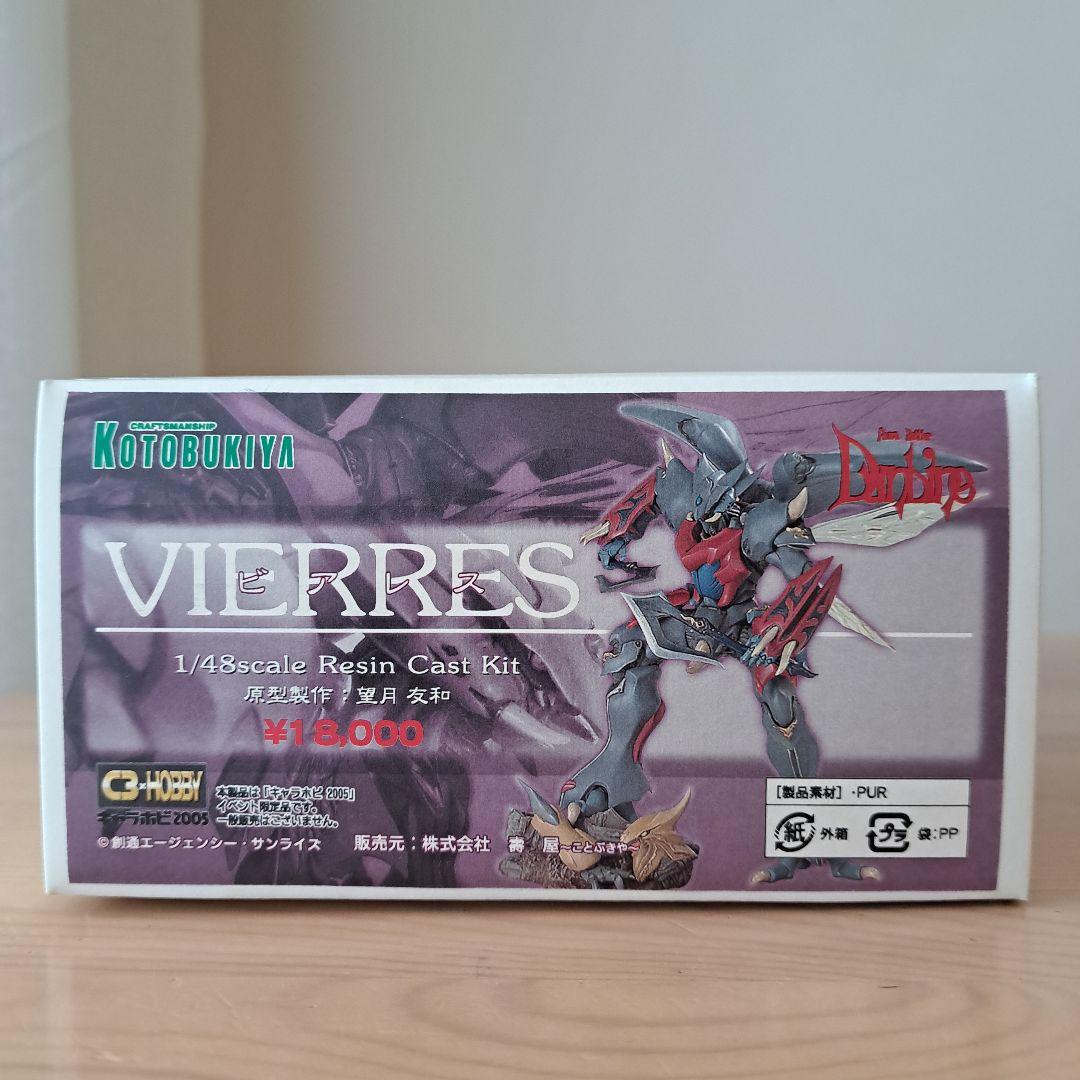 CRAFTSMANSHIP
KOTOBUKIYA
Aura Battler
Dunbine
VIERRES
ビアレス
1/48scale Resin Cast Kit
原型製作：望月 友和
¥18,000
C3×HOBBY
キャラホビ2005
本製品は「キャラホビ 2005」
イベント限定品です。
一般販売はございません。
©創通エージェンシー・サンライズ
販売元：株式会社 壽屋～ことぶきや～
[製品素材]・PUR
紙 外箱 プラ 袋:PP